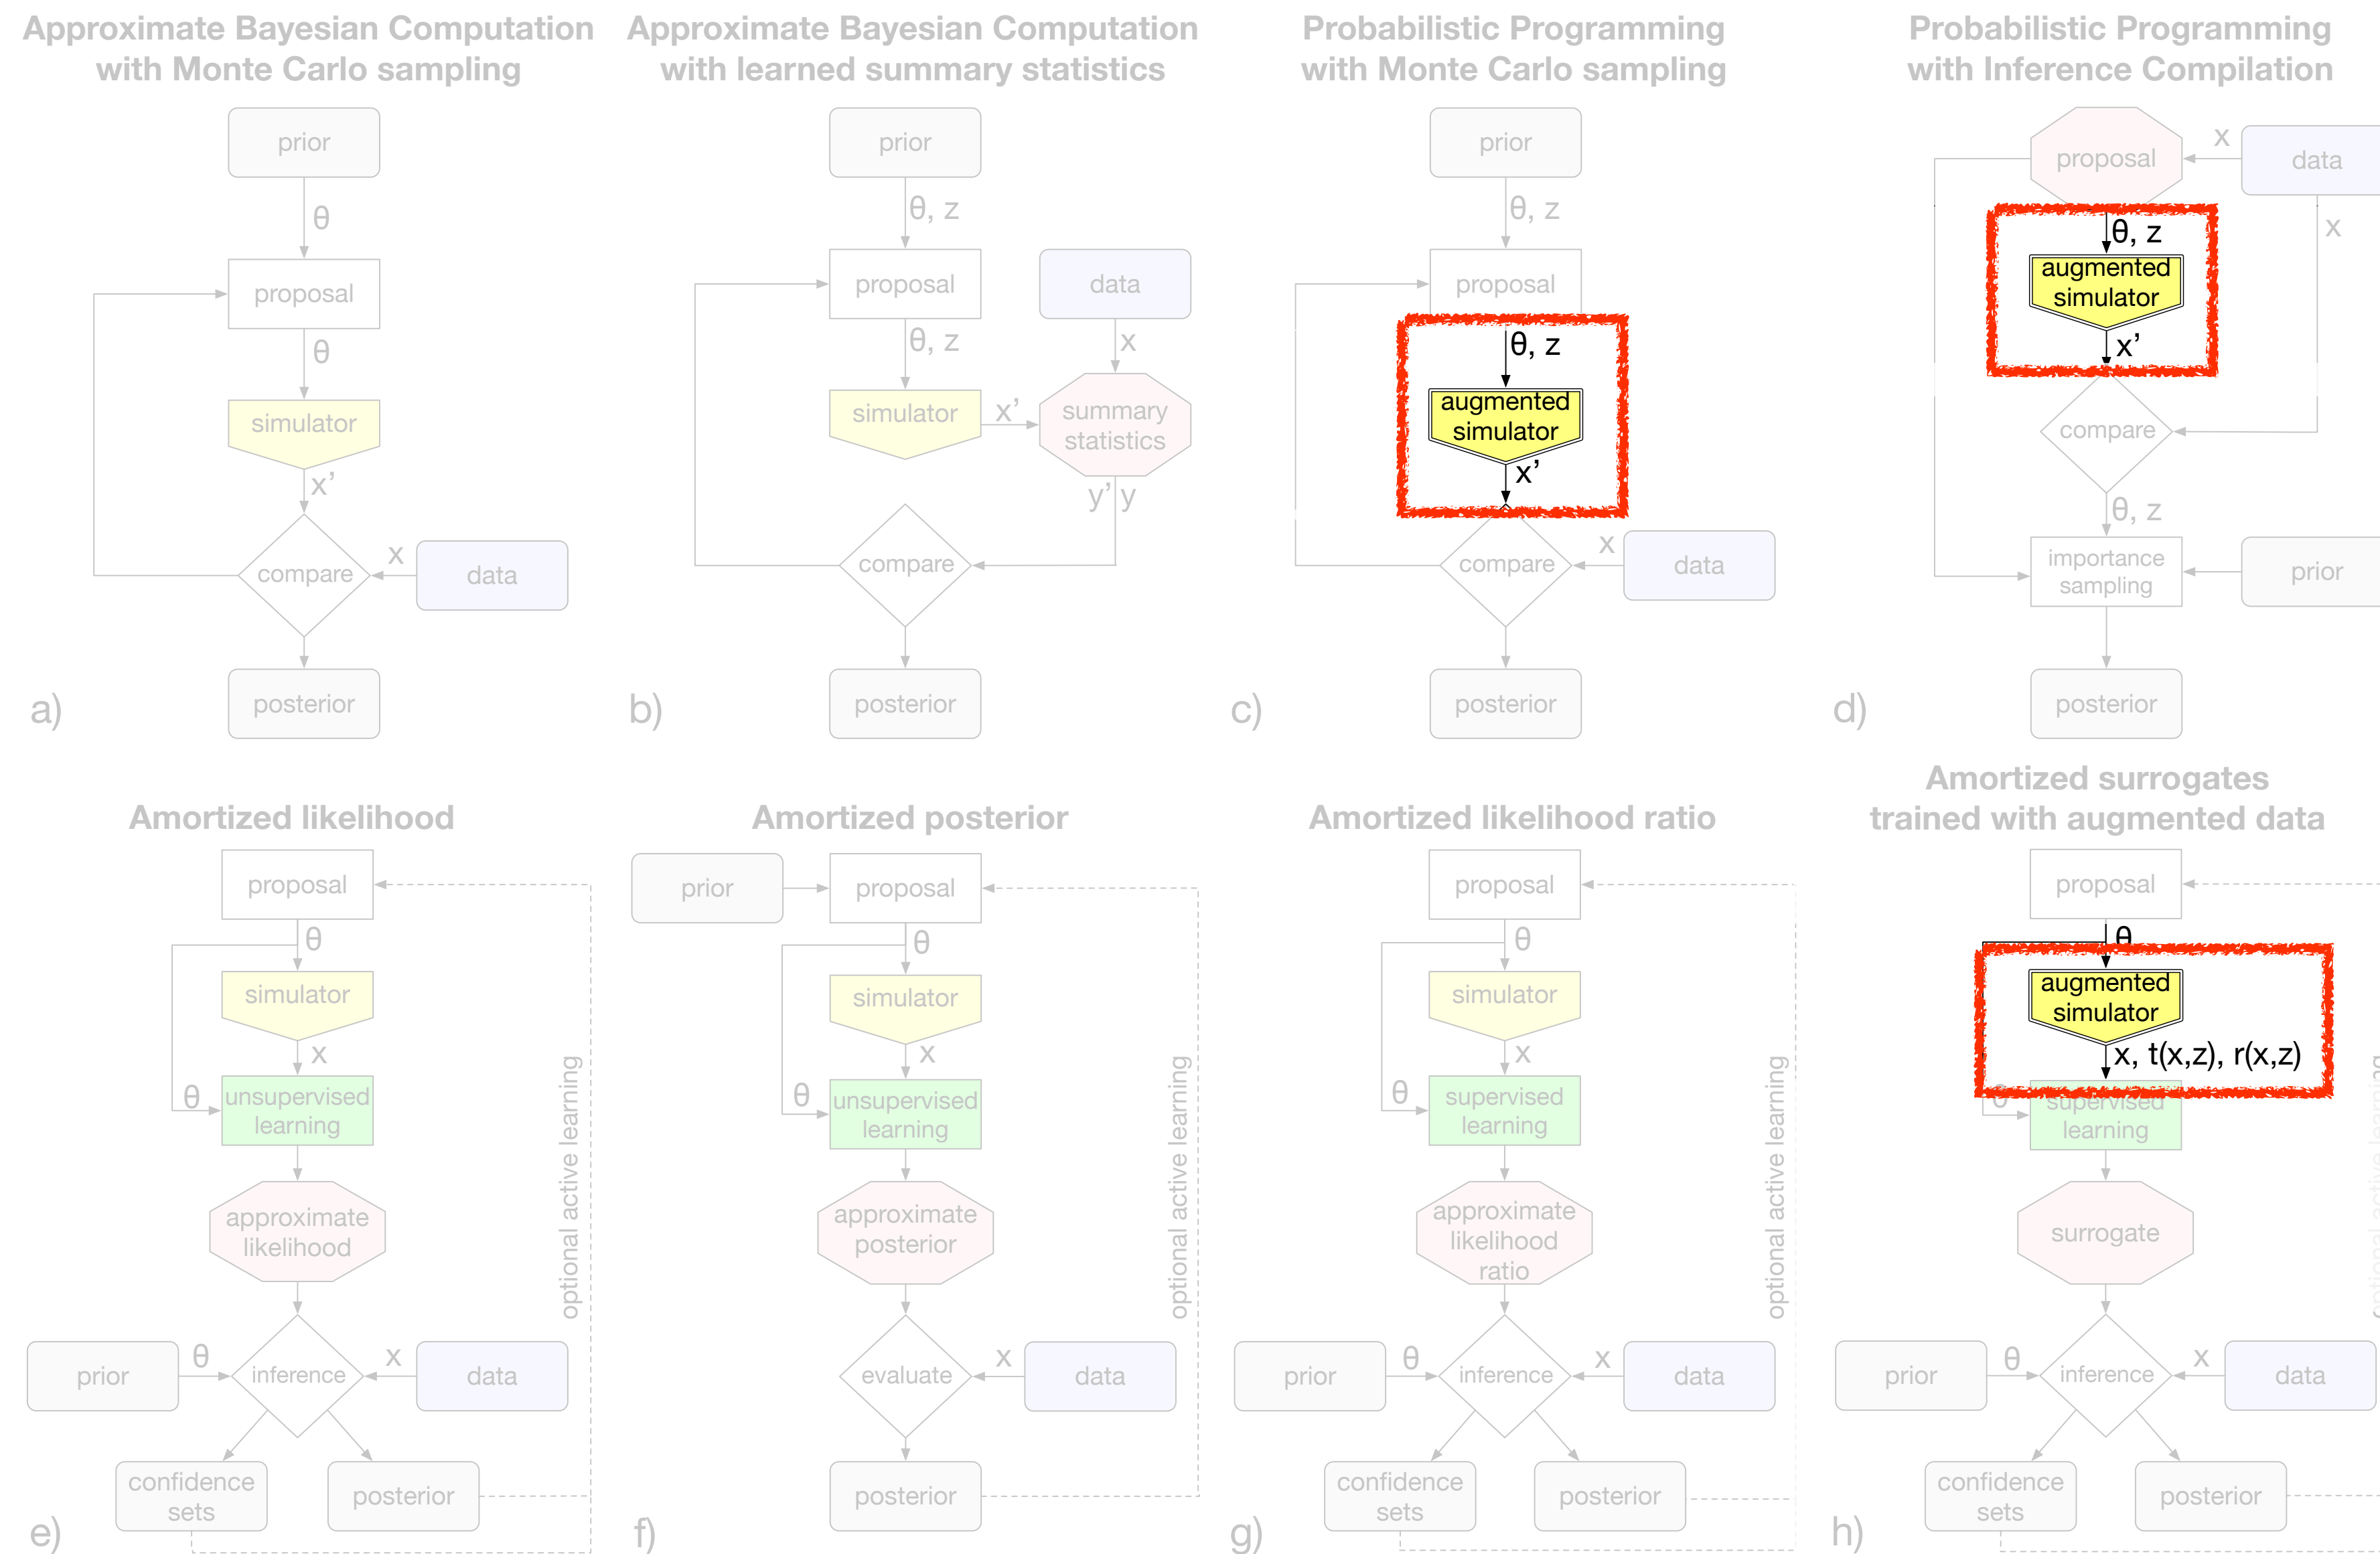 Approximate Bayesian Computation
with Monte Carlo sampling
prior
θ
proposal
θ
simulator
x'
compare
x
data
posterior
a)
Approximate Bayesian Computation
with learned summary statistics
prior
θ, z
proposal
data
θ, z
x
simulator
x'
summary
statistics
y'
y
compare
posterior
b)
Probabilistic Programming
with Monte Carlo sampling
prior
θ, z
proposal
θ, z
augmented
simulator
x'
compare
x
data
posterior
c)
Probabilistic Programming
with Inference Compilation
proposal
x
data
θ, z
x
augmented
simulator
x'
compare
θ, z
importance
sampling
prior
posterior
d)
Amortized likelihood
proposal
θ
simulator
x
θ
unsupervised
learning
approximate
likelihood
optional active learning
prior
θ
inference
x
data
confidence
sets
posterior
e)
Amortized posterior
prior
proposal
θ
simulator
x
θ
unsupervised
learning
approximate
posterior
optional active learning
evaluate
x
data
posterior
f)
Amortized likelihood ratio
proposal
θ
simulator
x
θ
supervised
learning
approximate
likelihood
ratio
optional active learning
prior
θ
inference
x
data
confidence
sets
posterior
g)
Amortized surrogates
trained with augmented data
proposal
θ
augmented
simulator
x, t(x,z), r(x,z)
θ
supervised
learning
surrogate
prior
θ
inference
x
data
confidence
sets
posterior
h)